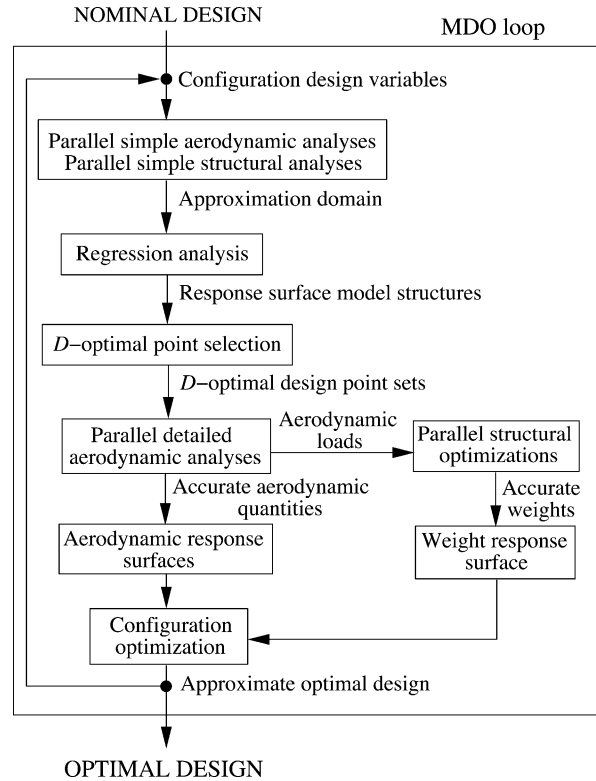 NOMINAL DESIGN
MDO loop
Configuration design variables
Parallel simple aerodynamic analyses
Parallel simple structural analyses
Approximation domain
Regression analysis
Response surface model structures
D−optimal point selection
D−optimal design point sets
Parallel detailed
aerodynamic analyses
Aerodynamic
loads
Parallel structural
optimizations
Accurate aerodynamic
quantities
Accurate
weights
Aerodynamic response
surfaces
Weight response
surface
Configuration
optimization
Approximate optimal design
OPTIMAL DESIGN